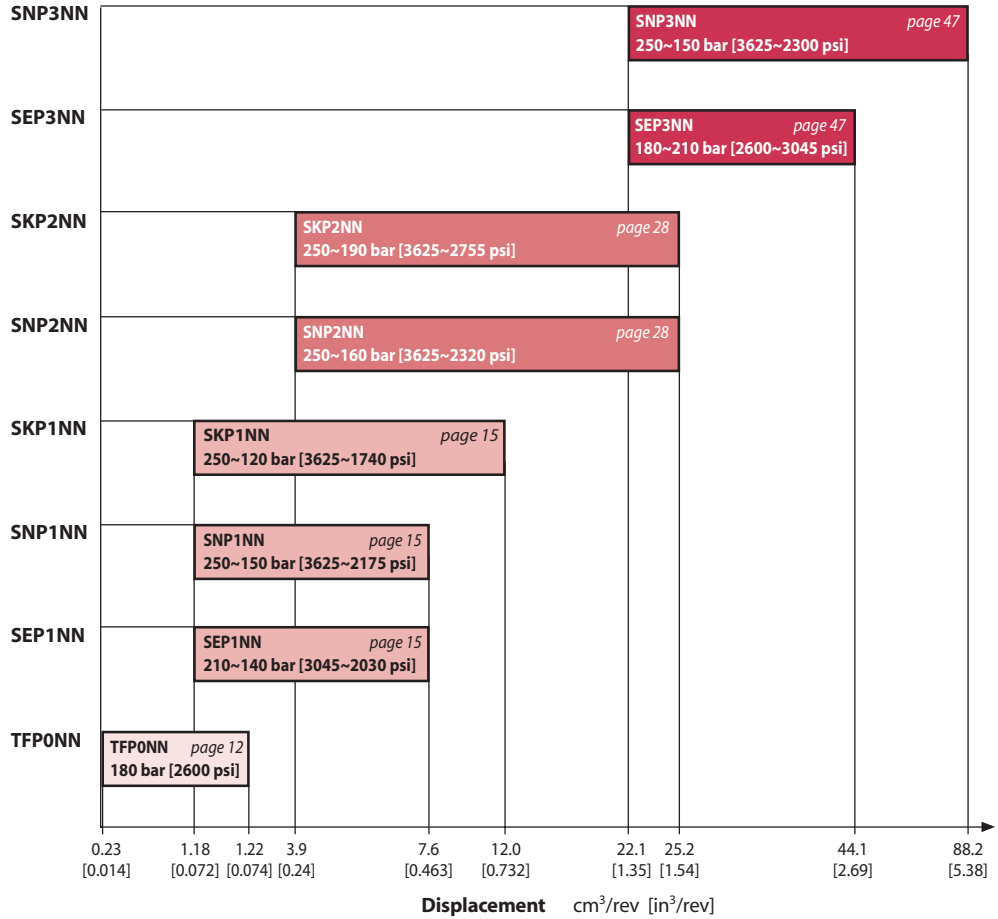 SNP3NN
SNP3NN page 47
250~150 bar [3625~2300 psi]
SEP3NN
SEP3NN page 47
180~210 bar [2600~3045 psi]
SKP2NN
SKP2NN page 28
250~190 bar [3625~2755 psi]
SNP2NN
SNP2NN page 28
250~160 bar [3625~2320 psi]
SKP1NN
SKP1NN page 15
250~120 bar [3625~1740 psi]
SNP1NN
SNP1NN page 15
250~150 bar [3625~2175 psi]
SEP1NN
SEP1NN page 15
210~140 bar [3045~2030 psi]
TFP0NN
TFP0NN page 12
180 bar [2600 psi]
0.23 1.18 1.22 3.9 7.6 12.0 22.1 25.2 44.1 88.2
[0.014] [0.072] [0.074] [0.24] [0.463] [0.732] [1.35] [1.54] [2.69] [5.38]
Displacement cm³/rev [in³/rev]